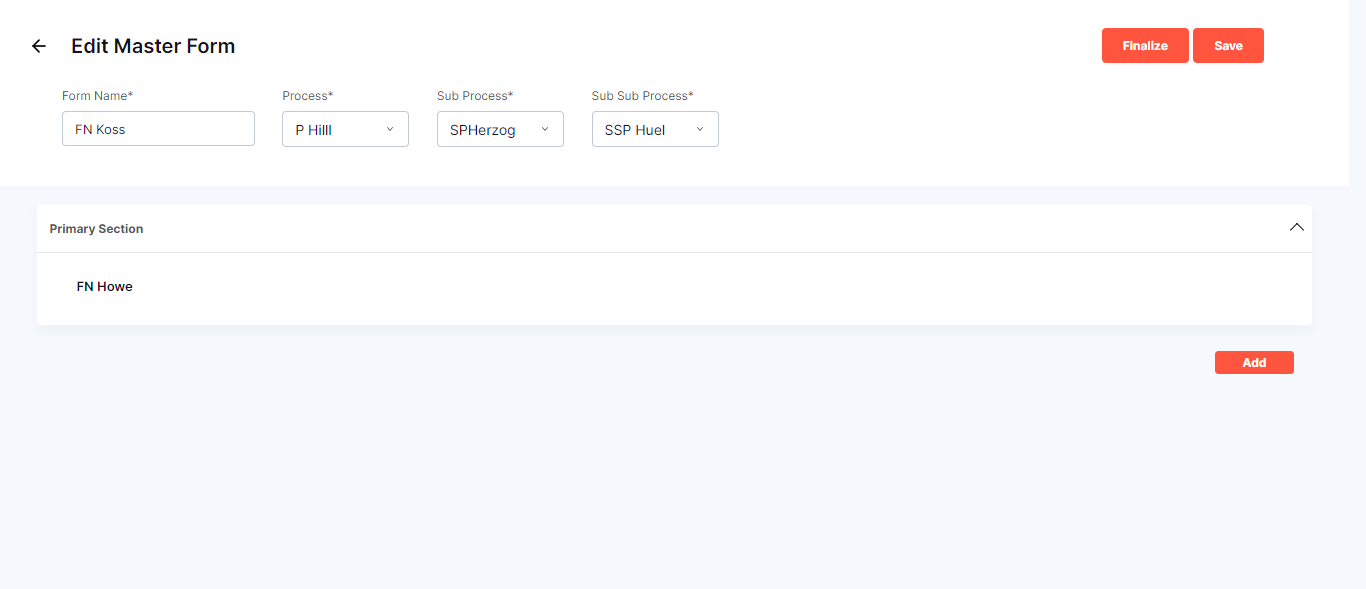 Edit Master Form
Finalize
Save
Form Name*
Process*
Sub Process*
Sub Sub Process*
FN Koss
P Hilll
SPHerzog
SSP Huel
Primary Section
FN Howe
Add